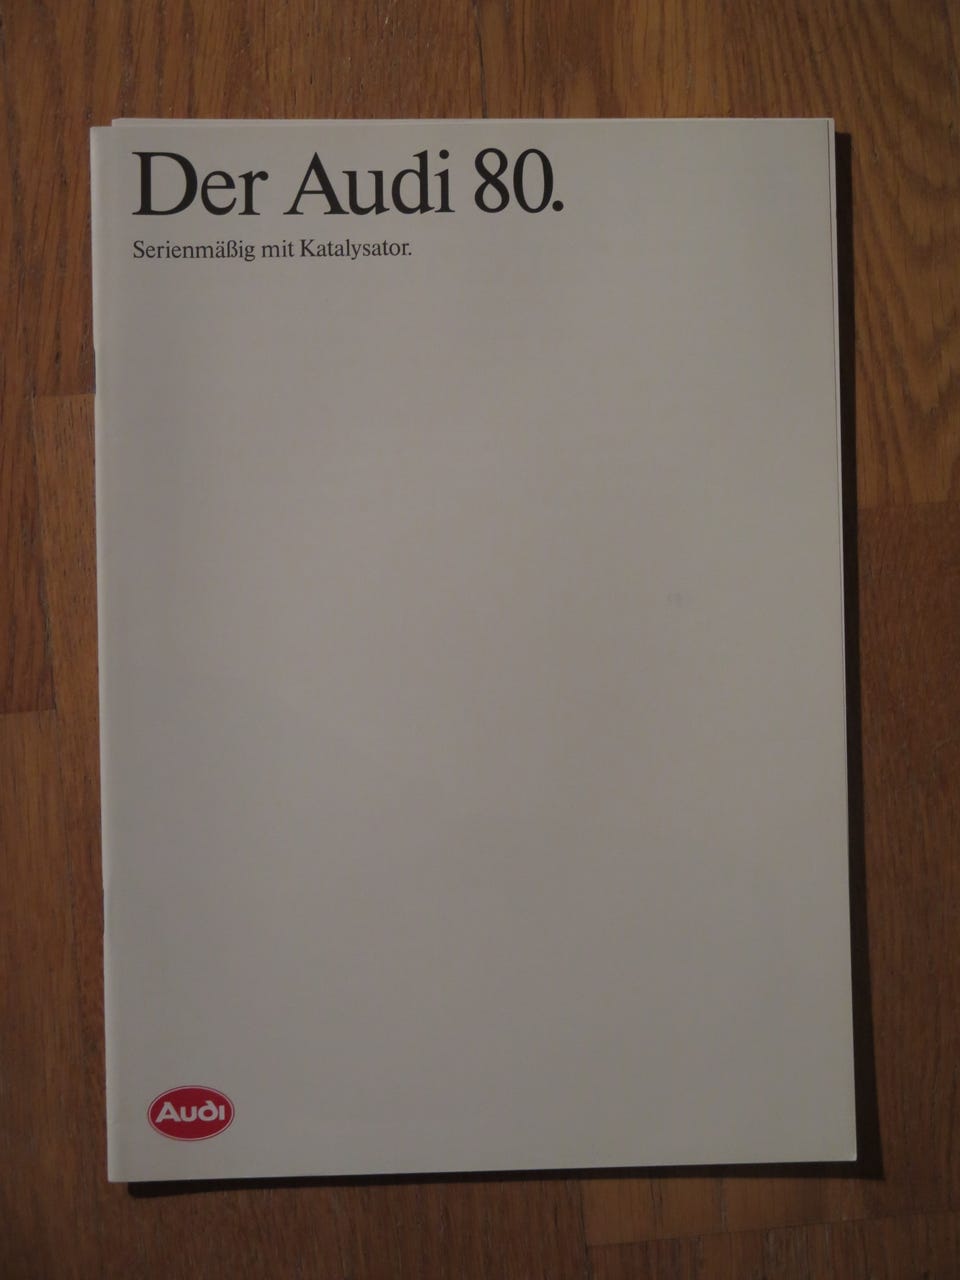 Der Audi 80.
Serienmäßig mit Katalysator.
Audi